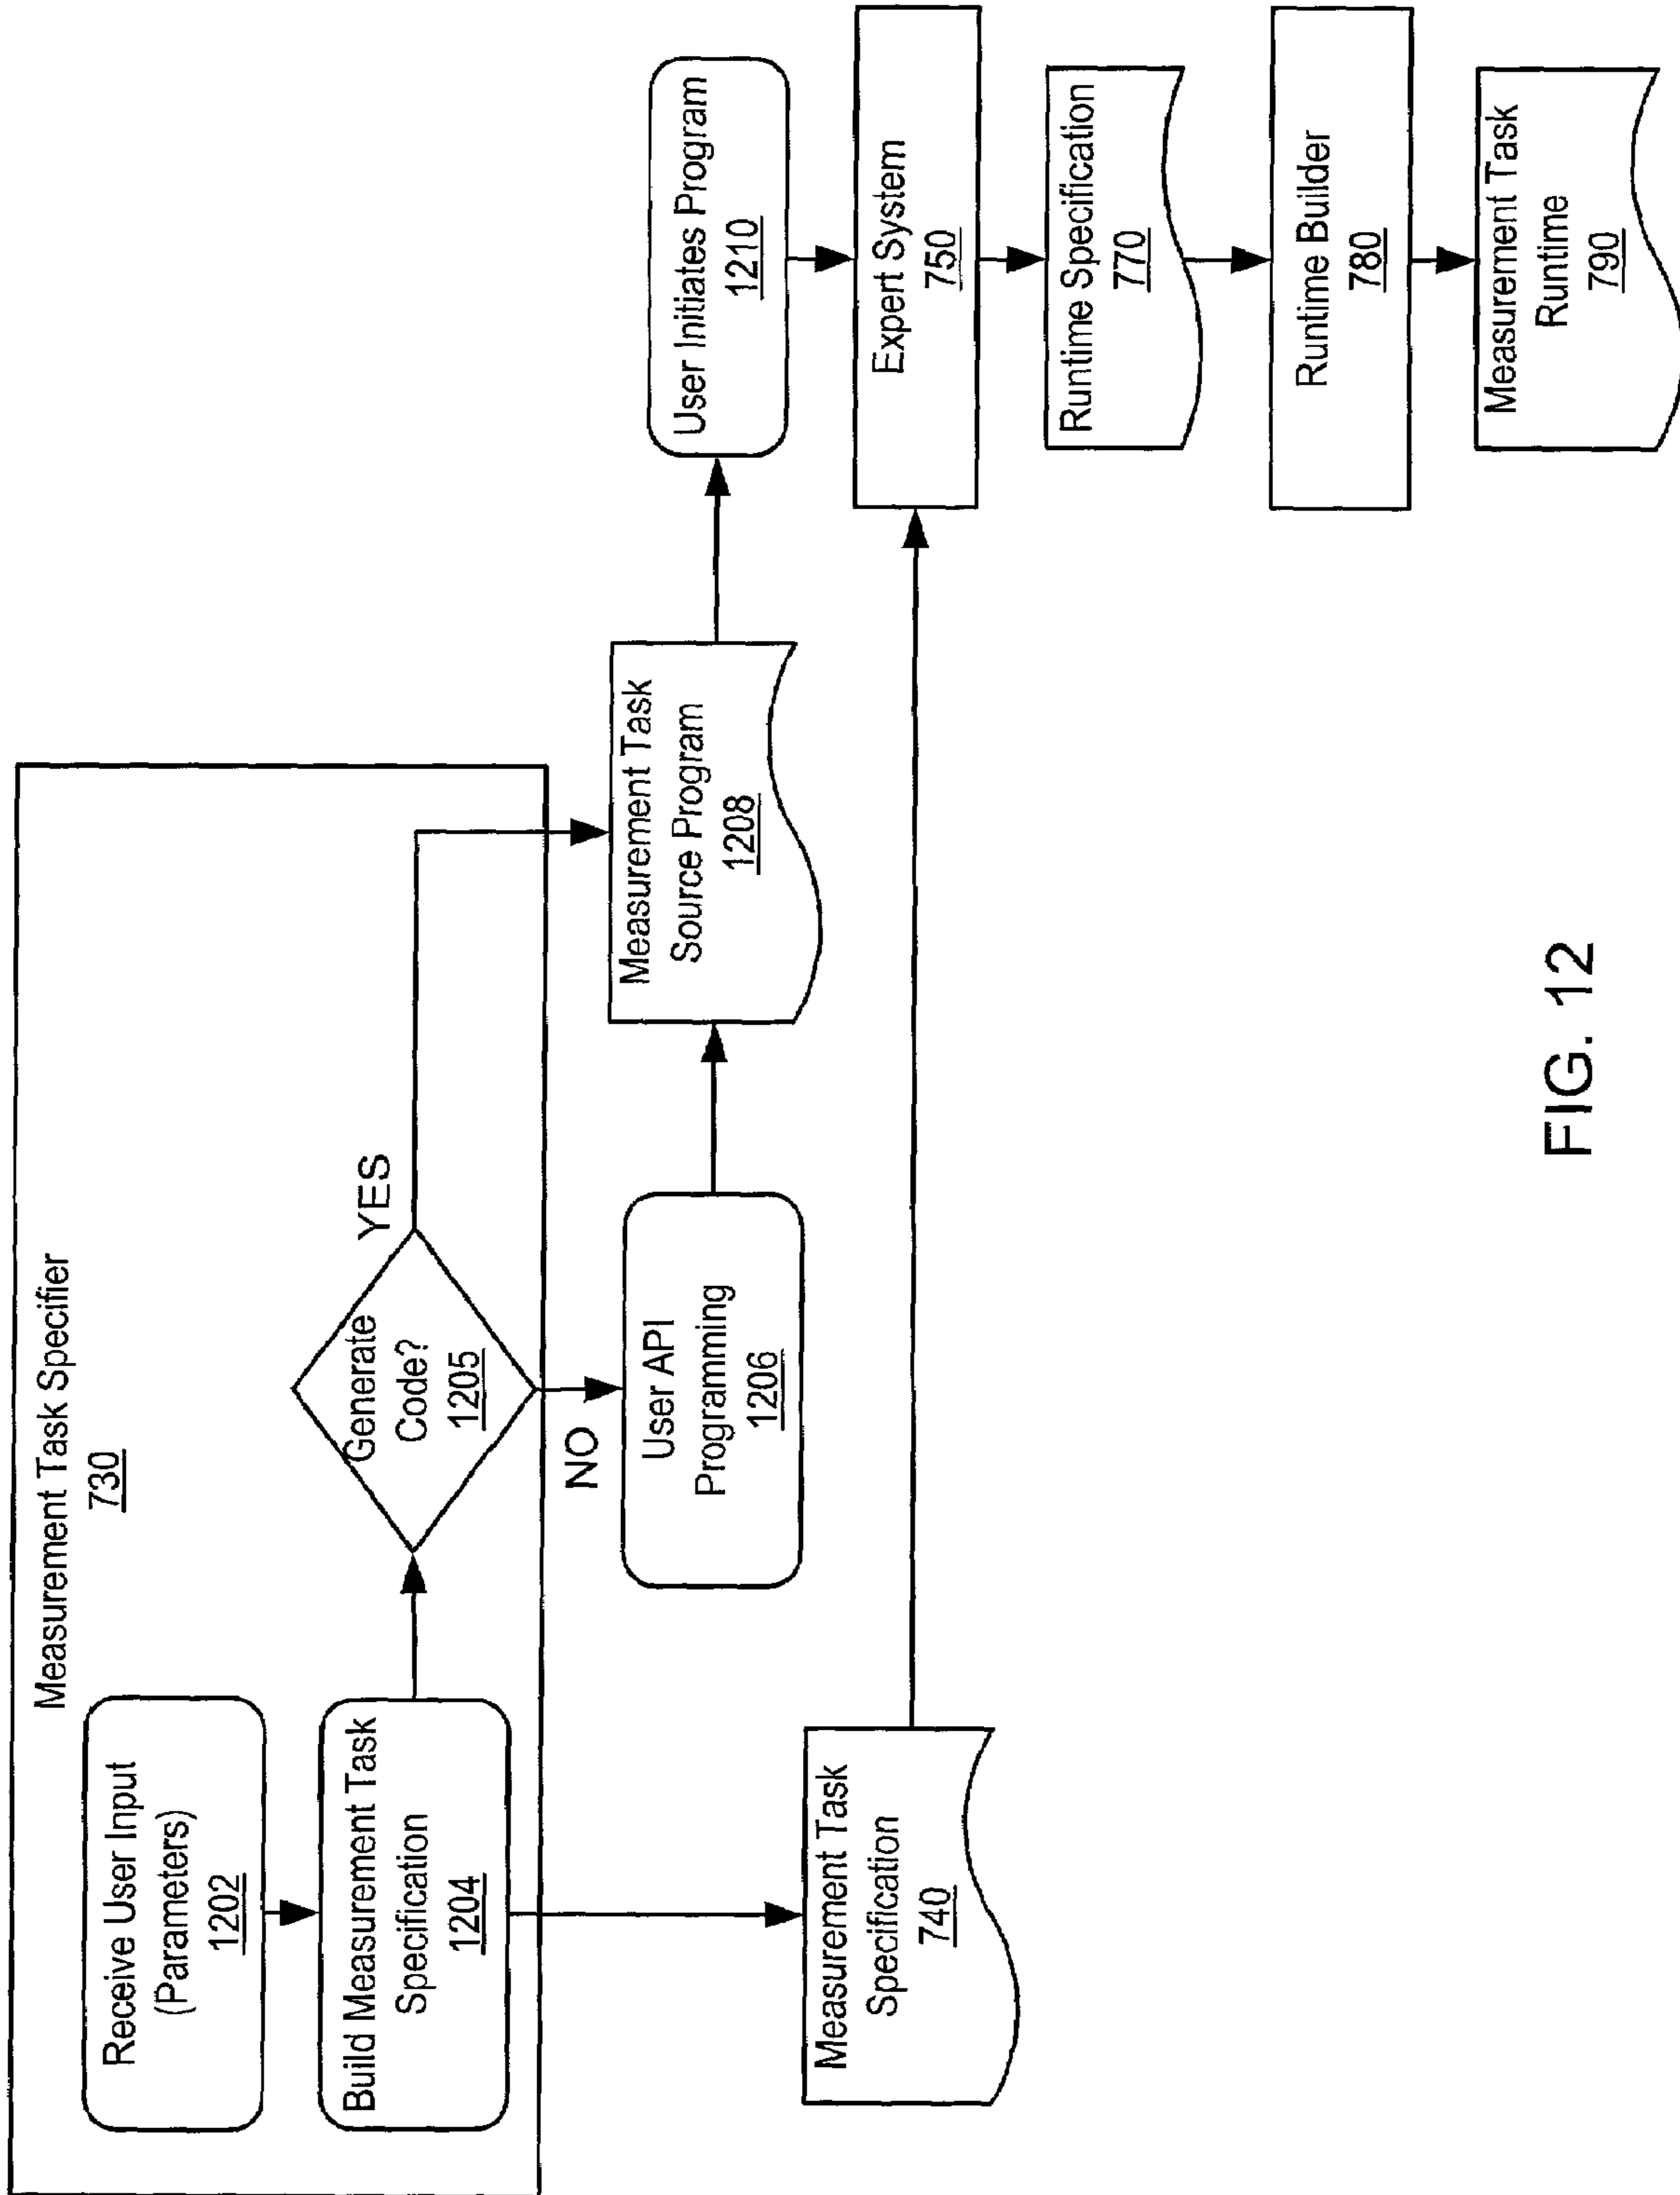 Measurement Task Specifier
730
Receive User Input
(Parameters)
1202
Build Measurement Task
Specification
1204
Generate
Code?
1205
YES
NO
User API
Programming
1206
Measurement Task
Source Program
1208
User Initiates Program
1210
Measurement Task
Specification
740
Expert System
750
Runtime Specification
770
Runtime Builder
780
Measurement Task
Runtime
790
FIG. 12